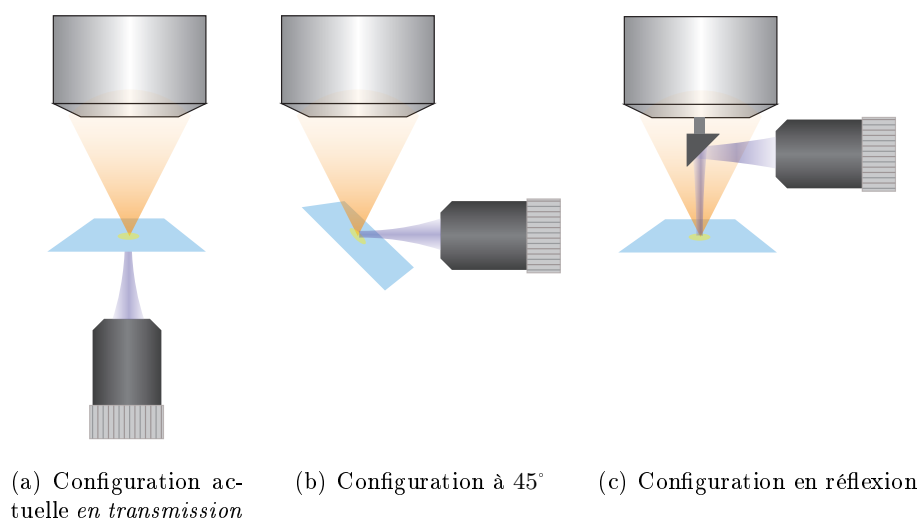 (a) Configuration ac-
tuelle en transmission
(b) Configuration à 45°
(c) Configuration en réflexion